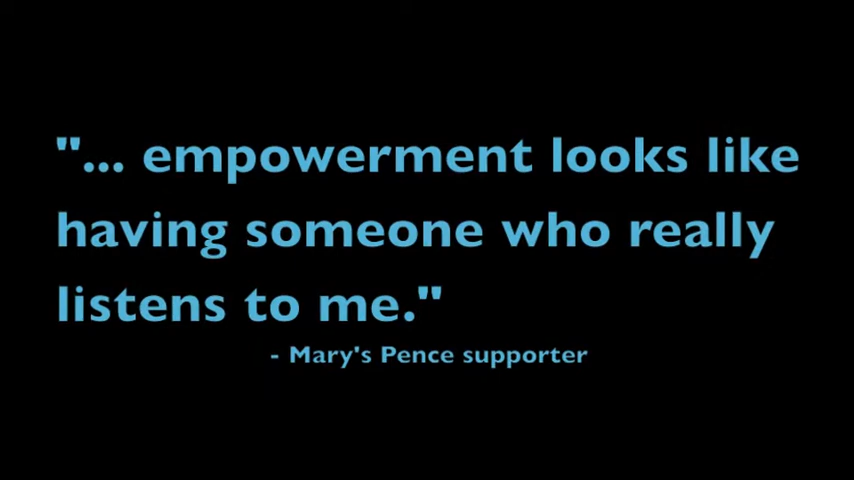 "... empowerment looks like
having someone who really
listens to me."
- Mary's Pence supporter